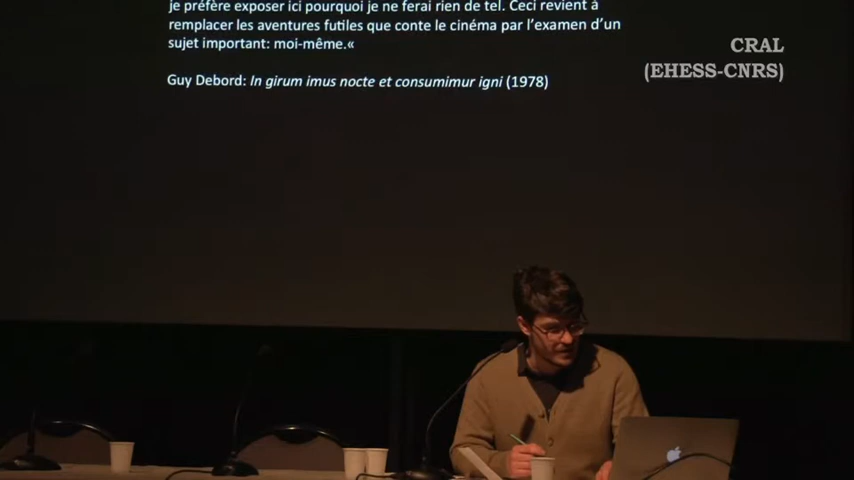 je préfère exposer ici pourquoi je ne ferai rien de tel. Ceci revient à
remplacer les aventures futiles que conte le cinéma par l'examen d'un
sujet important: moi-même.«
Guy Debord: In girum imus nocte et consumimur igni (1978)
CRAL
(EHESS-CNRS)